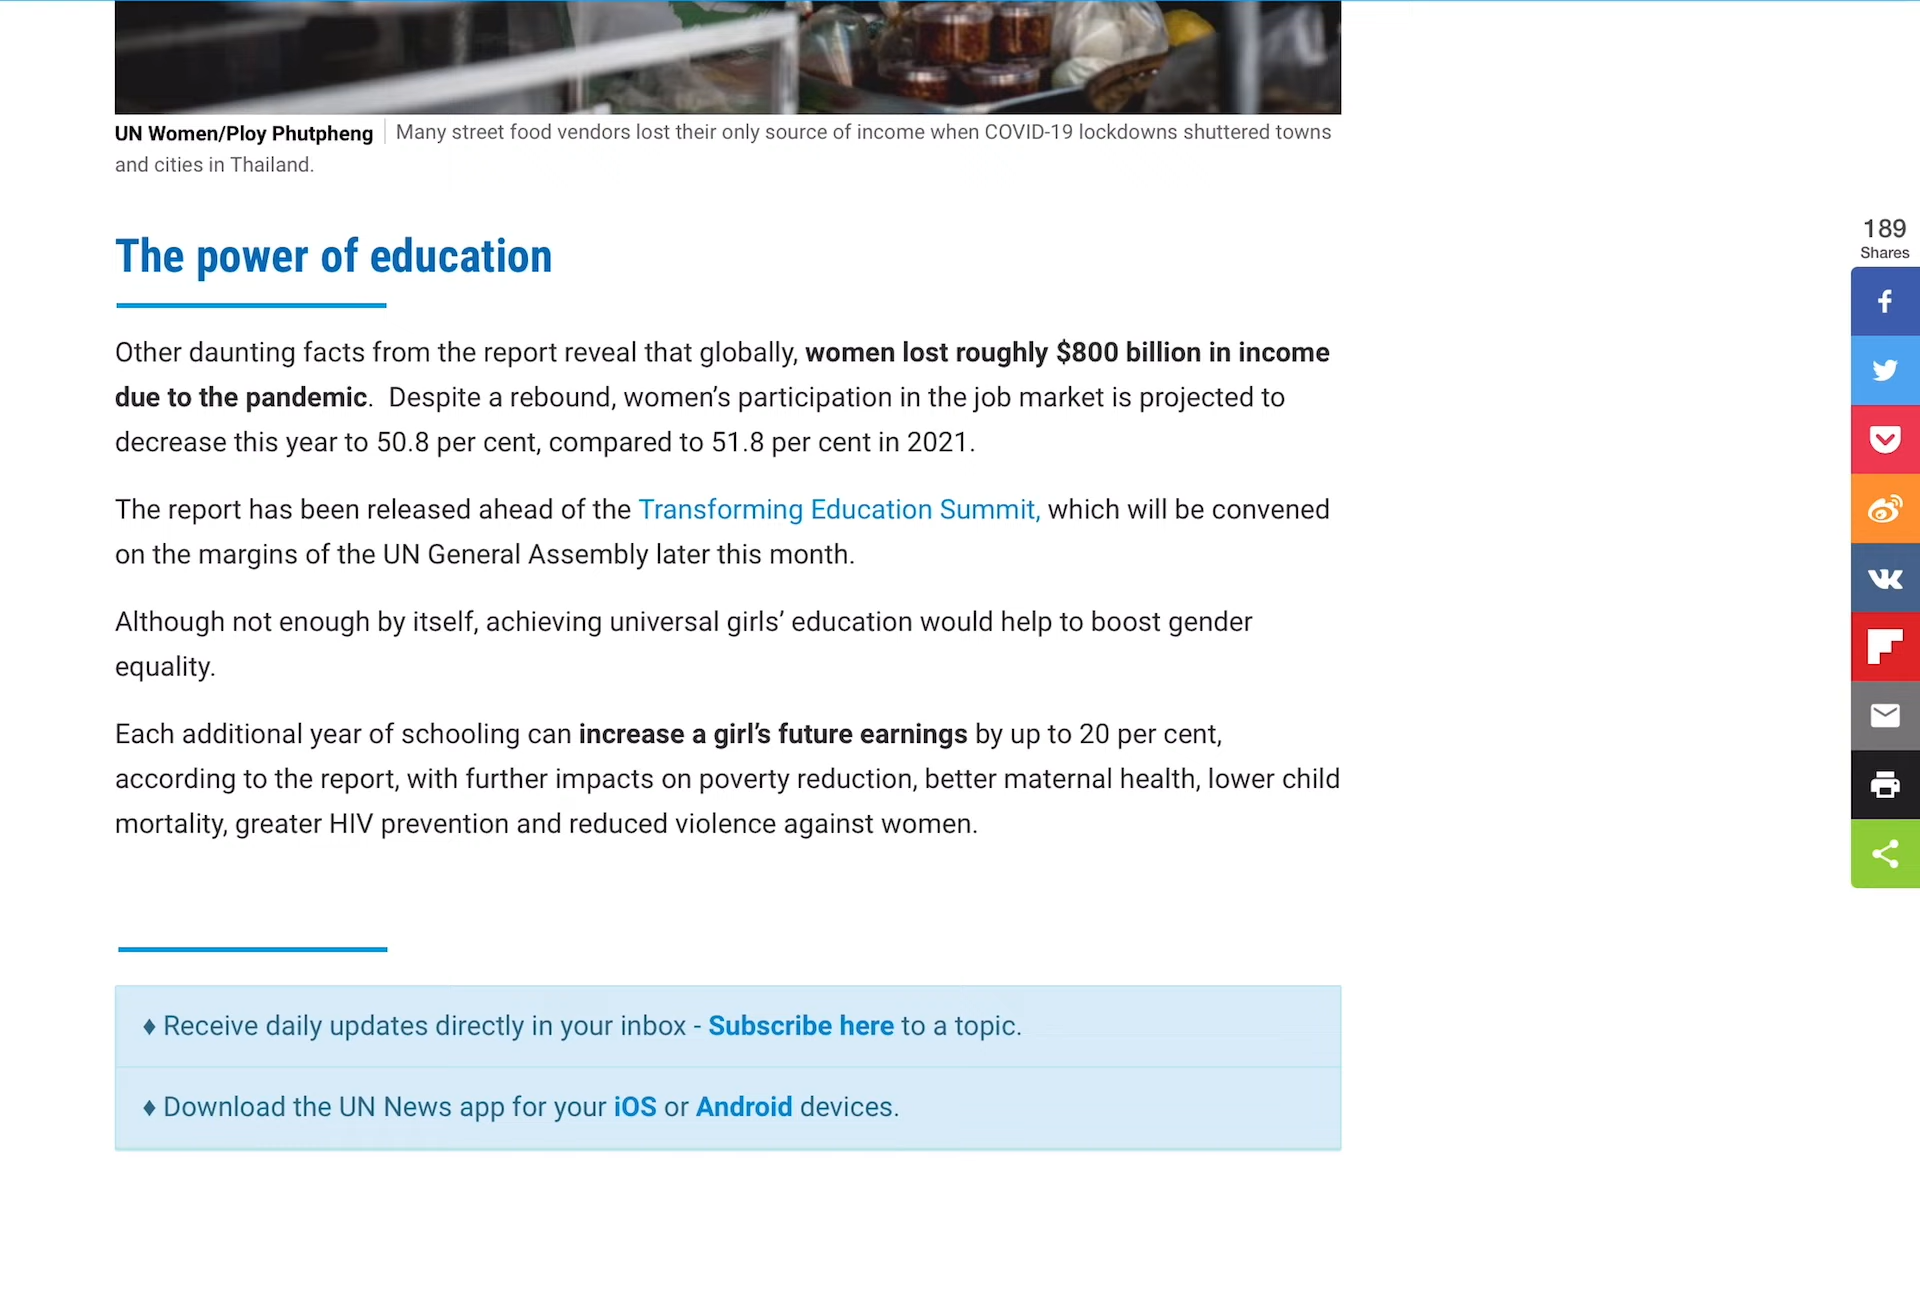 UN Women/Ploy Phutpheng Many street food vendors lost their only source of income when COVID-19 lockdowns shuttered towns
and cities in Thailand.
The power of education
Other daunting facts from the report reveal that globally, women lost roughly $800 billion in income
due to the pandemic.  Despite a rebound, women’s participation in the job market is projected to
decrease this year to 50.8 per cent, compared to 51.8 per cent in 2021.
The report has been released ahead of the Transforming Education Summit, which will be convened
on the margins of the UN General Assembly later this month.
Although not enough by itself, achieving universal girls’ education would help to boost gender
equality.
Each additional year of schooling can increase a girl’s future earnings by up to 20 per cent,
according to the report, with further impacts on poverty reduction, better maternal health, lower child
mortality, greater HIV prevention and reduced violence against women.
♦ Receive daily updates directly in your inbox - Subscribe here to a topic.
♦ Download the UN News app for your iOS or Android devices.
189
Shares